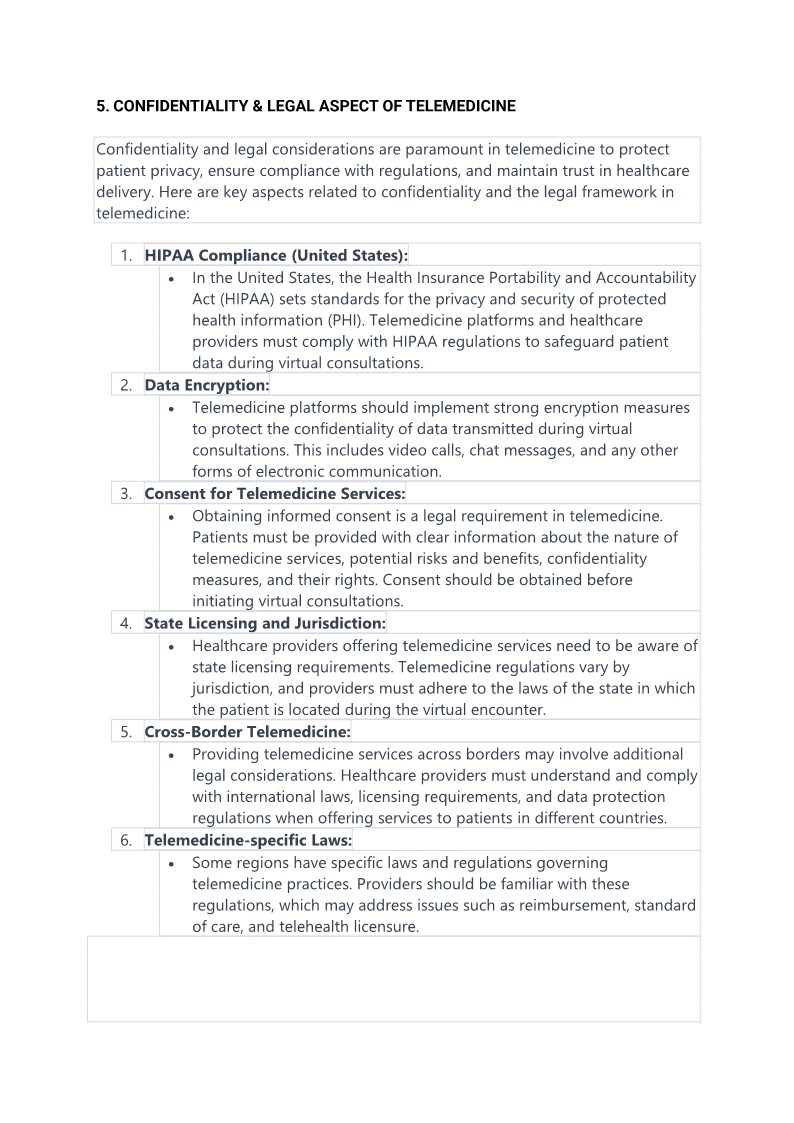 5. CONFIDENTIALITY & LEGAL ASPECT OF TELEMEDICINE
Confidentiality and legal considerations are paramount in telemedicine to protect
patient privacy, ensure compliance with regulations, and maintain trust in healthcare
delivery. Here are key aspects related to confidentiality and the legal framework in
telemedicine:
1. HIPAA Compliance (United States):
• In the United States, the Health Insurance Portability and Accountability
Act (HIPAA) sets standards for the privacy and security of protected
health information (PHI). Telemedicine platforms and healthcare
providers must comply with HIPAA regulations to safeguard patient
data during virtual consultations.
2. Data Encryption:
• Telemedicine platforms should implement strong encryption measures
to protect the confidentiality of data transmitted during virtual
consultations. This includes video calls, chat messages, and any other
forms of electronic communication.
3. Consent for Telemedicine Services:
• Obtaining informed consent is a legal requirement in telemedicine.
Patients must be provided with clear information about the nature of
telemedicine services, potential risks and benefits, confidentiality
measures, and their rights. Consent should be obtained before
initiating virtual consultations.
4. State Licensing and Jurisdiction:
• Healthcare providers offering telemedicine services need to be aware of
state licensing requirements. Telemedicine regulations vary by
jurisdiction, and providers must adhere to the laws of the state in which
the patient is located during the virtual encounter.
5. Cross-Border Telemedicine:
• Providing telemedicine services across borders may involve additional
legal considerations. Healthcare providers must understand and comply
with international laws, licensing requirements, and data protection
regulations when offering services to patients in different countries.
6. Telemedicine-specific Laws:
• Some regions have specific laws and regulations governing
telemedicine practices. Providers should be familiar with these
regulations, which may address issues such as reimbursement, standard
of care, and telehealth licensure.